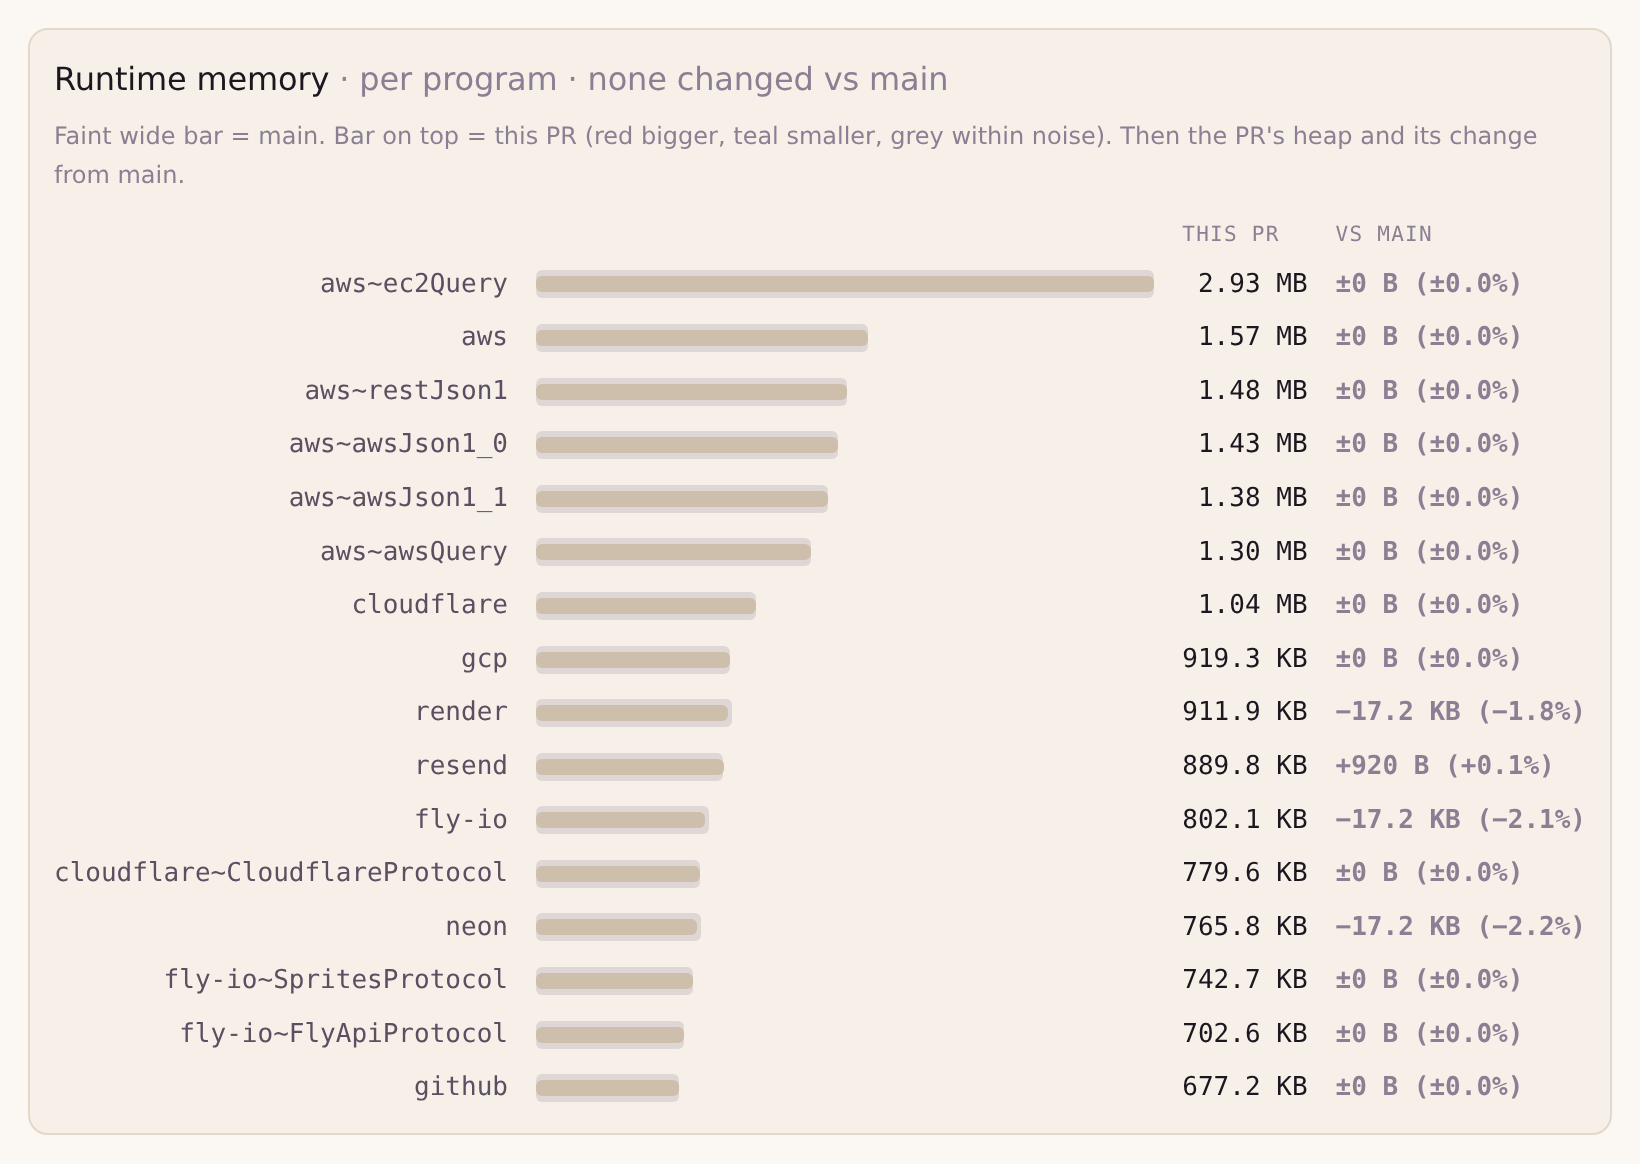 Runtime memory · per program · none changed vs main
Faint wide bar = main. Bar on top = this PR (red bigger, teal smaller, grey within noise). Then the PR's heap and its change
from main.
THIS PR VS MAIN
aws~ec2Query 2.93 MB ±0 B (±0.0%)
aws 1.57 MB ±0 B (±0.0%)
aws~restJson1 1.48 MB ±0 B (±0.0%)
aws~awsJson1_0 1.43 MB ±0 B (±0.0%)
aws~awsJson1_1 1.38 MB ±0 B (±0.0%)
aws~awsQuery 1.30 MB ±0 B (±0.0%)
cloudflare 1.04 MB ±0 B (±0.0%)
gcp 919.3 KB ±0 B (±0.0%)
render 911.9 KB −17.2 KB (−1.8%)
resend 889.8 KB +920 B (+0.1%)
fly-io 802.1 KB −17.2 KB (−2.1%)
cloudflare~CloudflareProtocol 779.6 KB ±0 B (±0.0%)
neon 765.8 KB −17.2 KB (−2.2%)
fly-io~SpritesProtocol 742.7 KB ±0 B (±0.0%)
fly-io~FlyApiProtocol 702.6 KB ±0 B (±0.0%)
github 677.2 KB ±0 B (±0.0%)